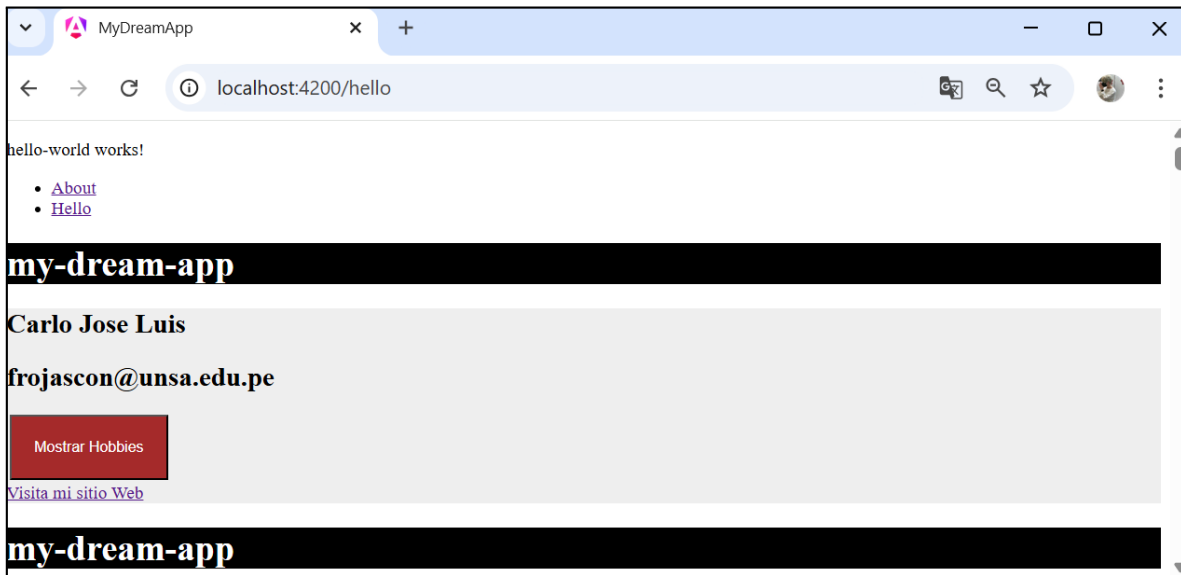 MyDreamApp
localhost:4200/hello
hello-world works!
About
Hello
my-dream-app
Carlo Jose Luis
frojascon@unsa.edu.pe
Mostrar Hobbies
Visita mi sitio Web
my-dream-app